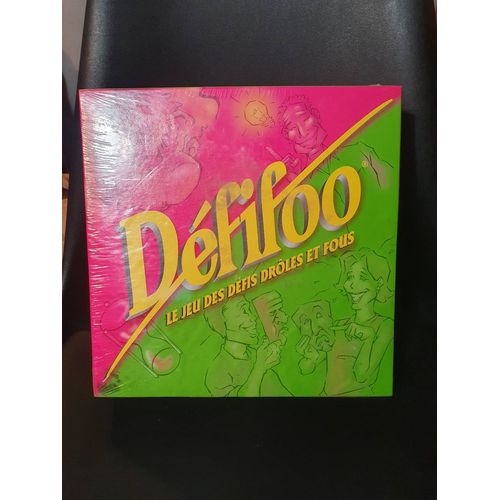 Défifoo
LE JEU DES DÉFIS DRÔLES ET FOUS